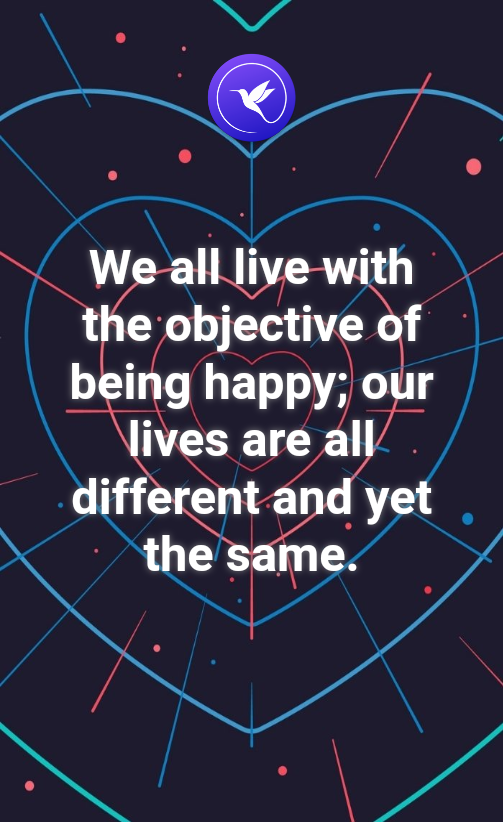 We all live with
the objective of
being happy; our
lives are all
different and yet
the same.